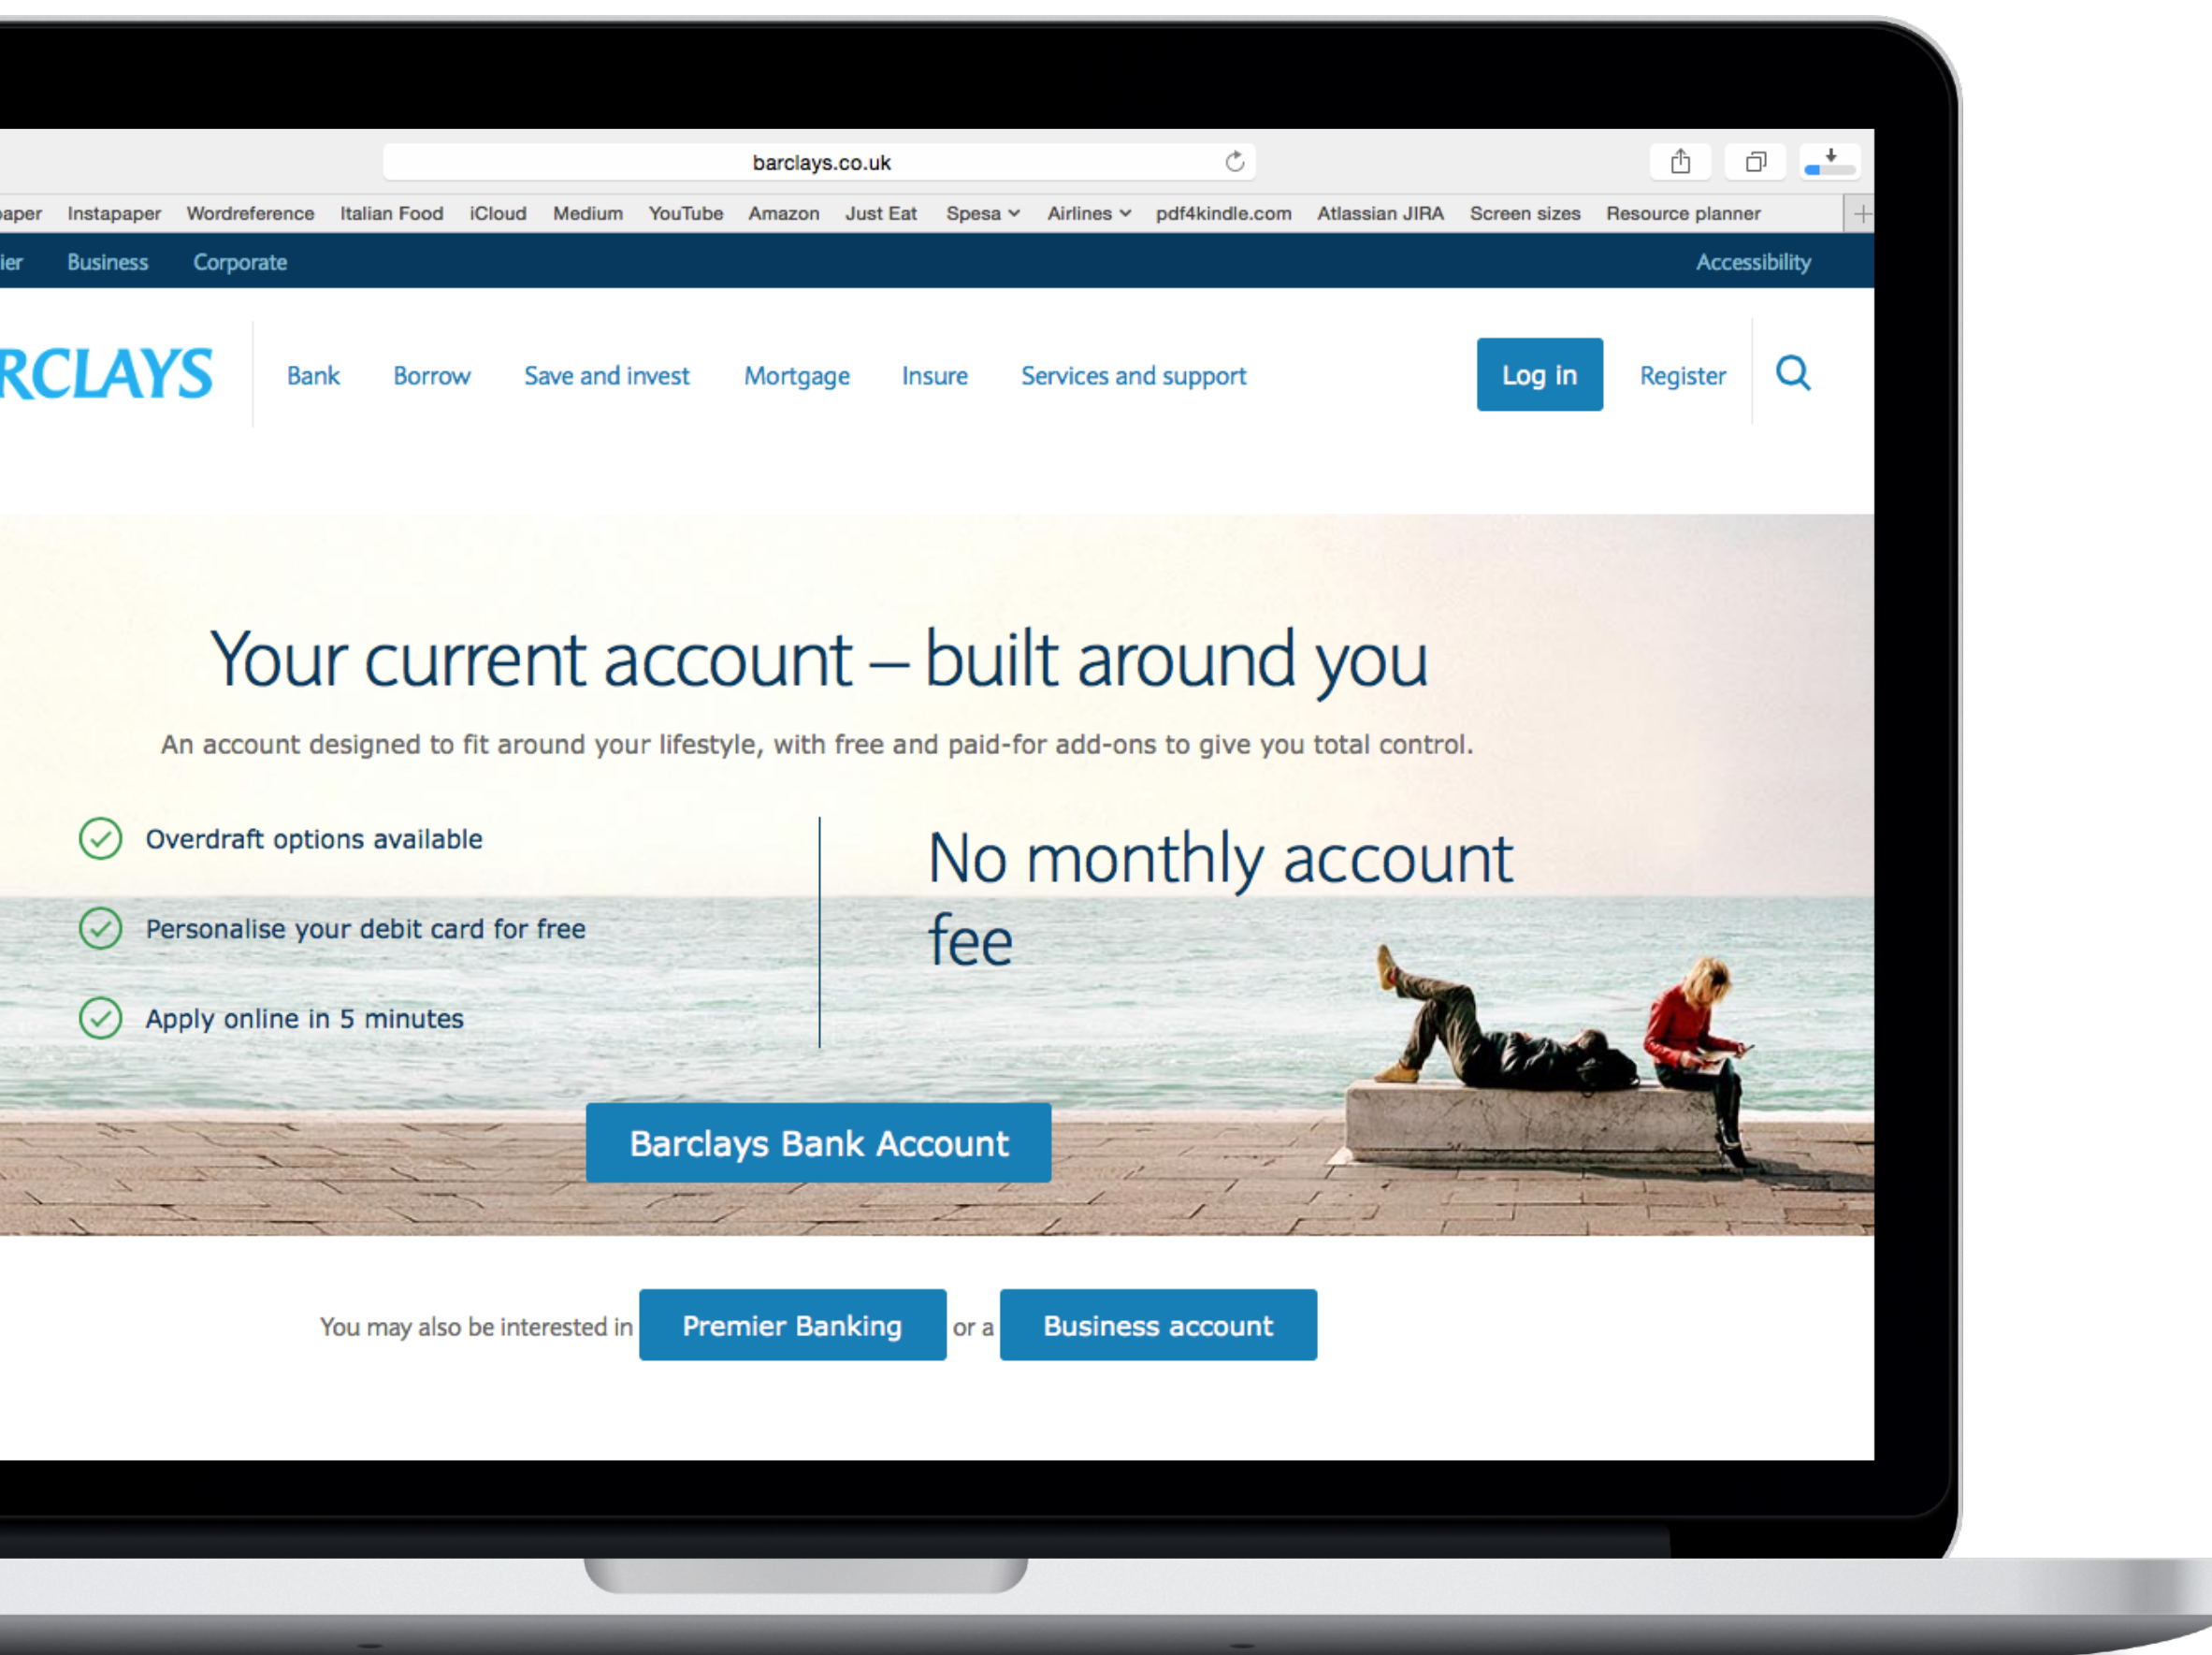 barclays.co.uk
paper Instapaper Wordreference Italian Food iCloud Medium YouTube Amazon Just Eat Spesa Airlines pdf4kindle.com Atlassian JIRA Screen sizes Resource planner
ier Business Corporate Accessibility
RCLAYS Bank Borrow Save and invest Mortgage Insure Services and support Log in Register
Your current account – built around you
An account designed to fit around your lifestyle, with free and paid-for add-ons to give you total control.
Overdraft options available
Personalise your debit card for free
Apply online in 5 minutes
No monthly account
fee
Barclays Bank Account
You may also be interested in Premier Banking or a Business account